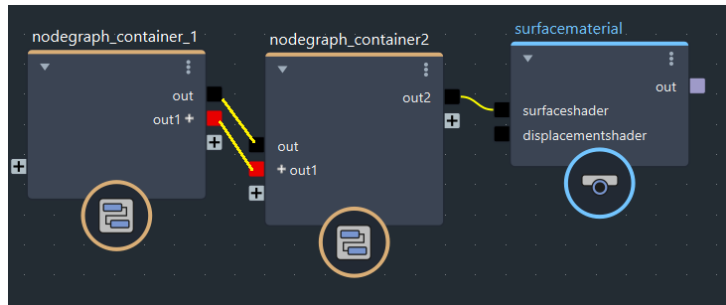 nodegraph_container_1
out
out1 +
nodegraph_container2
out2
out
+ out1
surfacematerial
out
surfaceshader
displacementshader